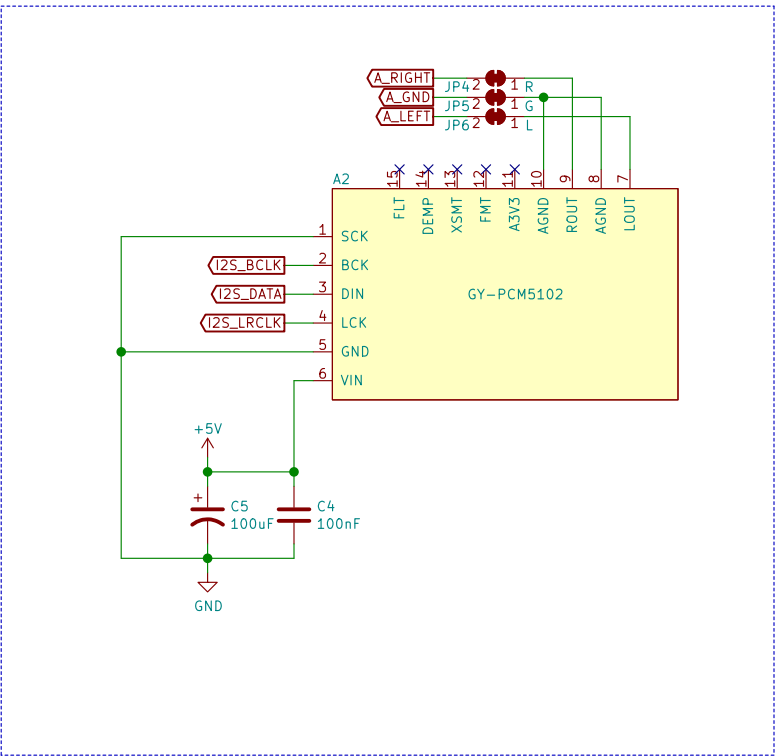 A_RIGHT JP4 2 1 R
A_GND JP5 2 1 G
A_LEFT JP6 2 1 L
A2
15 14 13 12 11 10 9 8 7
FLT DEMP XSMT FMT A3V3 AGND ROUT AGND LOUT
1 SCK
I2S_BCLK 2 BCK
I2S_DATA 3 DIN GY-PCM5102
I2S_LRCLK 4 LCK
5 GND
6 VIN
+5V
+ C5 C4
100uF 100nF
GND